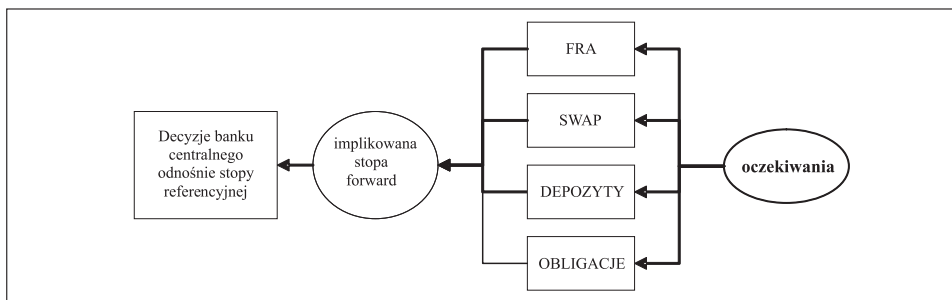 Decyzje banku
centralnego
odnośnie stopy
referencyjnej
implikowana
stopa
forward
FRA
SWAP
DEPOZYTY
OBLIGACJE
oczekiwania